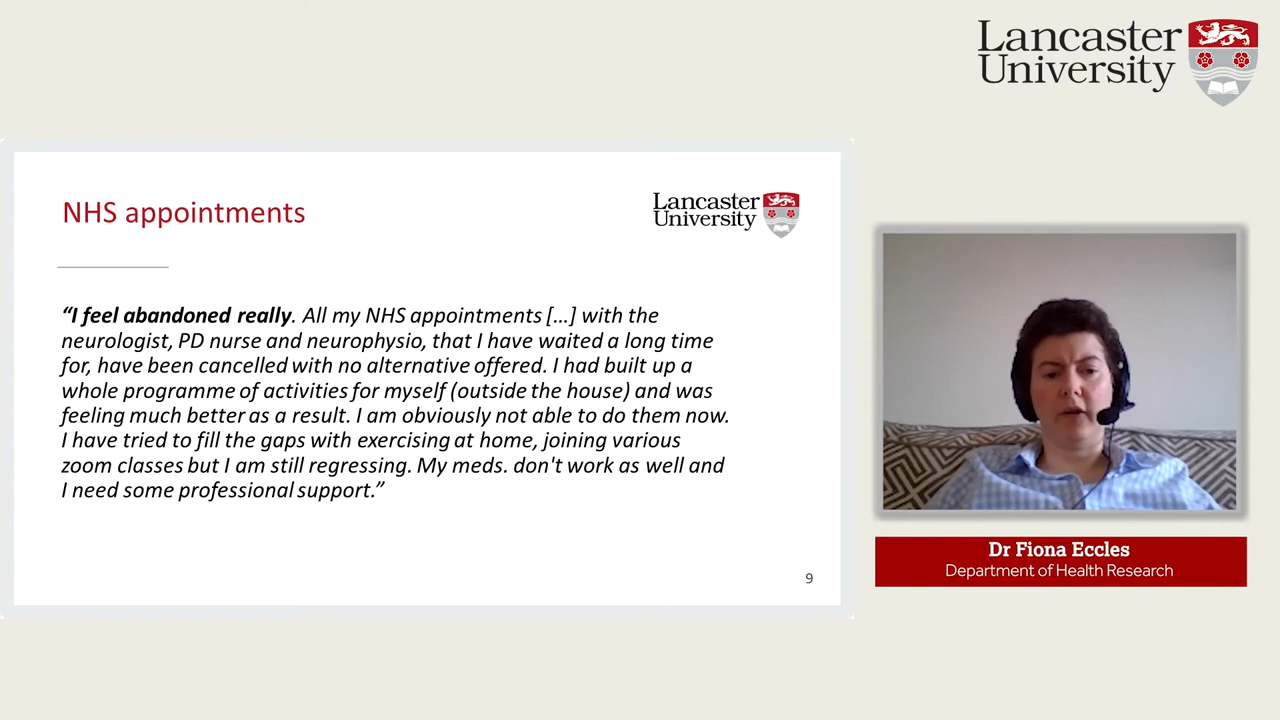 Lancaster
University
NHS appointments
Lancaster
University
“I feel abandoned really. All my NHS appointments […] with the
neurologist, PD nurse and neurophysio, that I have waited a long time
for, have been cancelled with no alternative offered. I had built up a
whole programme of activities for myself (outside the house) and was
feeling much better as a result. I am obviously not able to do them now.
I have tried to fill the gaps with exercising at home, joining various
zoom classes but I am still regressing. My meds. don't work as well and
I need some professional support.”
9
Dr Fiona Eccles
Department of Health Research